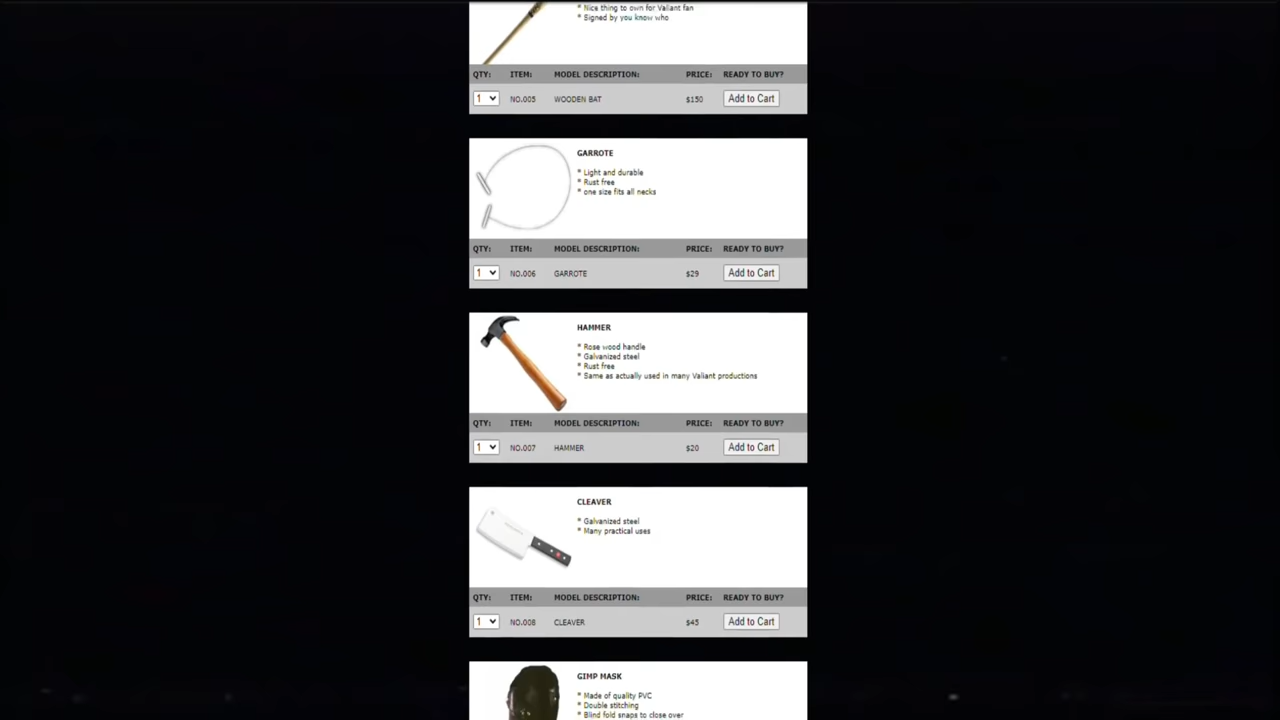 * Nice thing to own for Valiant fan
* Signed by you know who
QTY: ITEM: MODEL DESCRIPTION: PRICE: READY TO BUY?
1 NO.005 WOODEN BAT $150 Add to Cart
GARROTE
* Light and durable
* Rust free
* one size fits all necks
QTY: ITEM: MODEL DESCRIPTION: PRICE: READY TO BUY?
1 NO.006 GARROTE $29 Add to Cart
HAMMER
* Rose wood handle
* Galvanized steel
* Rust free
* Same as actually used in many Valiant productions
QTY: ITEM: MODEL DESCRIPTION: PRICE: READY TO BUY?
1 NO.007 HAMMER $20 Add to Cart
CLEAVER
* Galvanized steel
* Many practical uses
QTY: ITEM: MODEL DESCRIPTION: PRICE: READY TO BUY?
1 NO.008 CLEAVER $45 Add to Cart
GIMP MASK
* Made of quality PVC
* Double stitching
* Blind fold snaps to close over